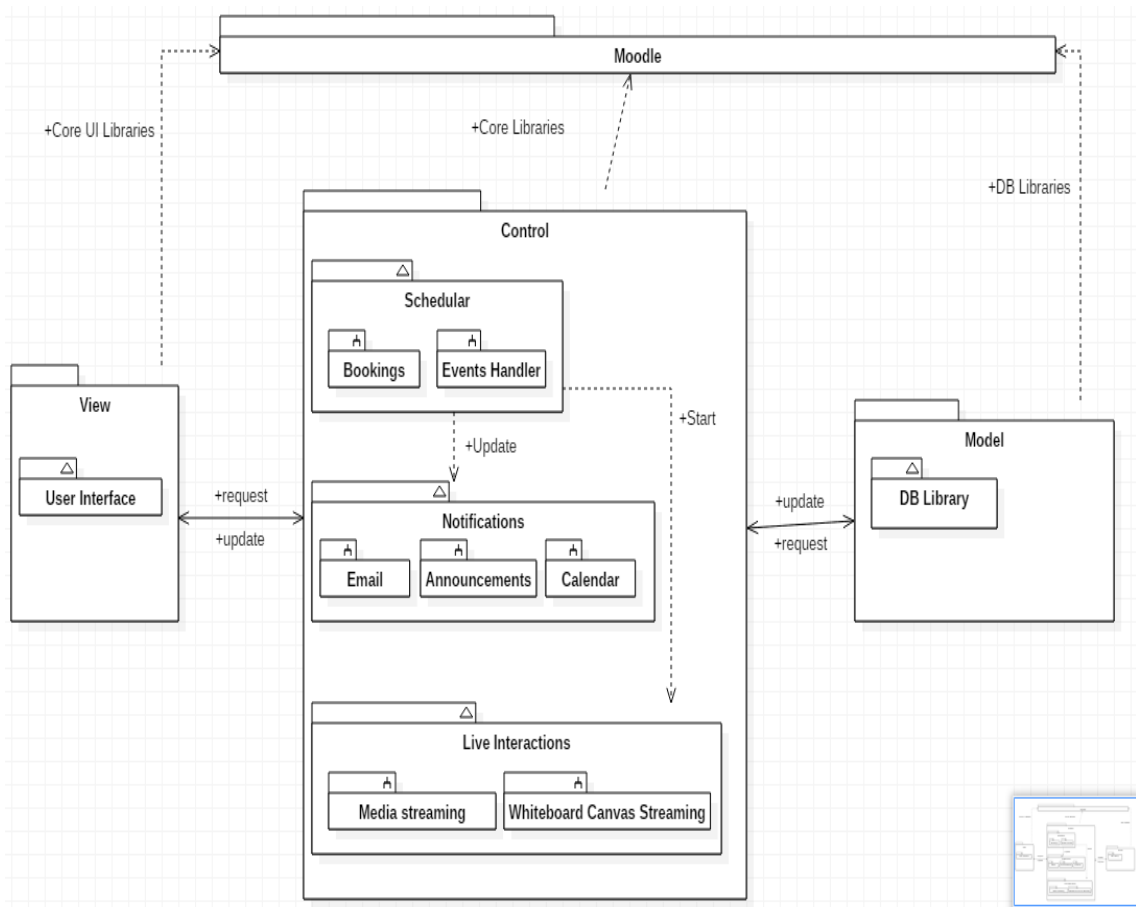 Moodle
+Core UI Libraries
+Core Libraries
+DB Libraries
Control
Schedular
Bookings
Events Handler
+Start
+Update
View
User Interface
+request
+update
Notifications
Email
Announcements
Calendar
+update
+request
Model
DB Library
Live Interactions
Media streaming
Whiteboard Canvas Streaming